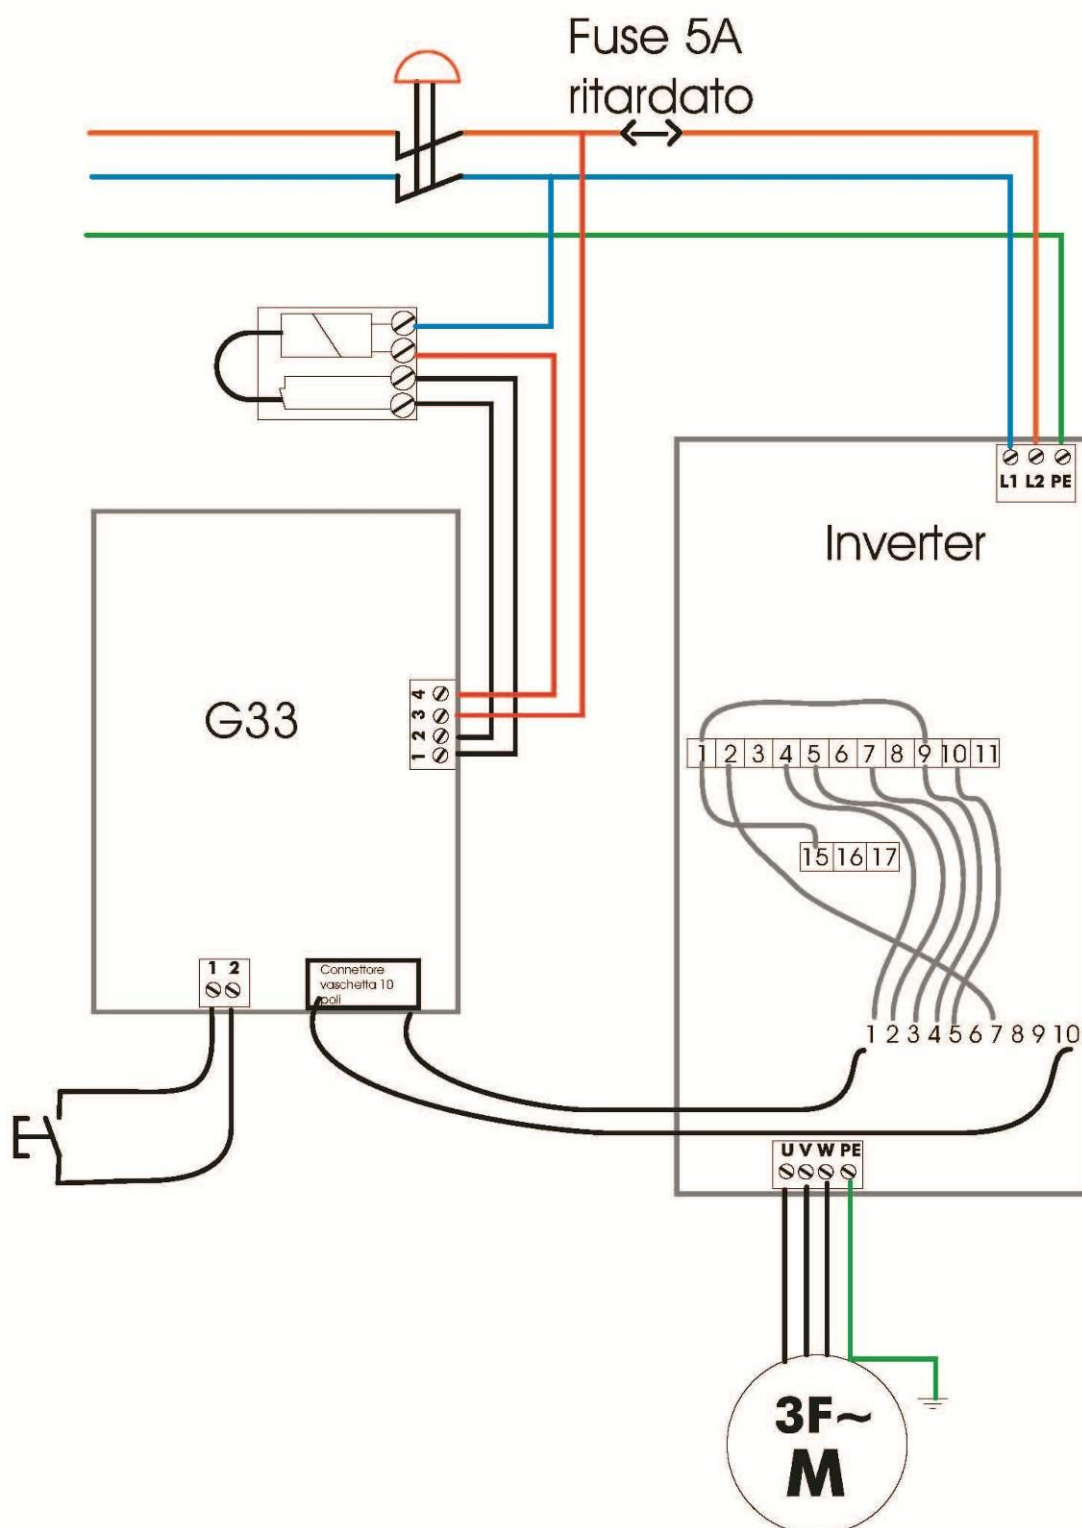 Fuse 5A
ritardato
L1 L2 PE
Inverter
G33
4
3
2
1
1 2 3 4 5 6 7 8 9 10 11
15 16 17
1 2
Connettore
vaschetta 10
poli
1 2 3 4 5 6 7 8 9 10
U V W PE
3F~
M